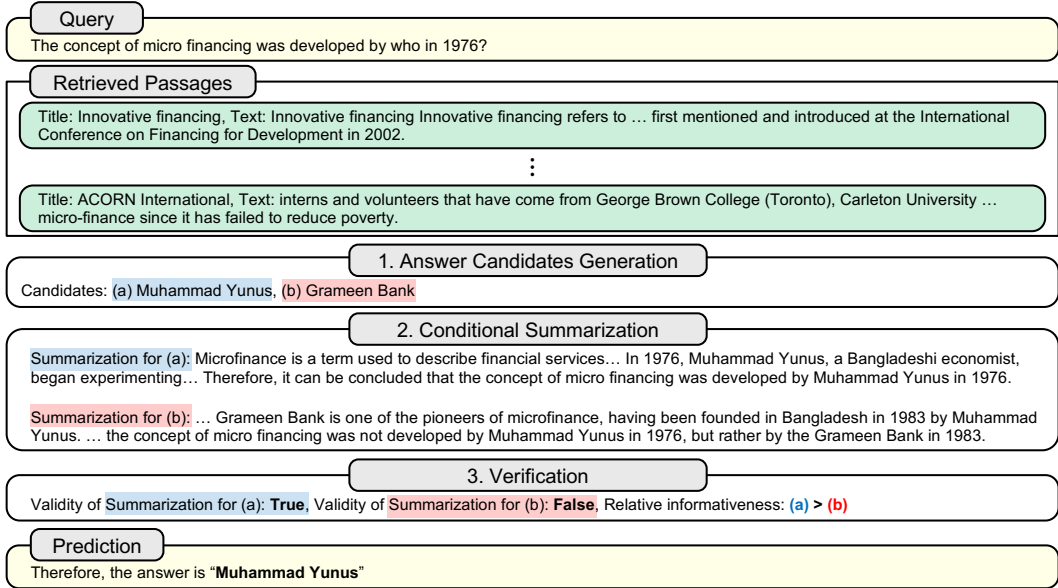 Query
The concept of micro financing was developed by who in 1976?
Retrieved Passages
Title: Innovative financing, Text: Innovative financing Innovative financing refers to … first mentioned and introduced at the International
Conference on Financing for Development in 2002.
⋮
Title: ACORN International, Text: interns and volunteers that have come from George Brown College (Toronto), Carleton University …
micro-finance since it has failed to reduce poverty.
1. Answer Candidates Generation
Candidates: (a) Muhammad Yunus, (b) Grameen Bank
2. Conditional Summarization
Summarization for (a): Microfinance is a term used to describe financial services… In 1976, Muhammad Yunus, a Bangladeshi economist,
began experimenting… Therefore, it can be concluded that the concept of micro financing was developed by Muhammad Yunus in 1976.
Summarization for (b): … Grameen Bank is one of the pioneers of microfinance, having been founded in Bangladesh in 1983 by Muhammad
Yunus. … the concept of micro financing was not developed by Muhammad Yunus in 1976, but rather by the Grameen Bank in 1983.
3. Verification
Validity of Summarization for (a): True, Validity of Summarization for (b): False, Relative informativeness: (a) > (b)
Prediction
Therefore, the answer is “Muhammad Yunus”